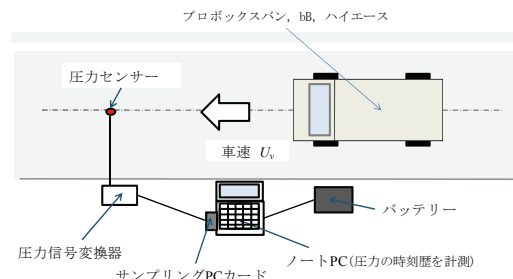 プロボックスバン，bB，ハイエース
圧力センサー
車速 Uv
バッテリー
圧力信号変換器
ノートPC(圧力の時刻歴を計測)
サンプリングPCカード